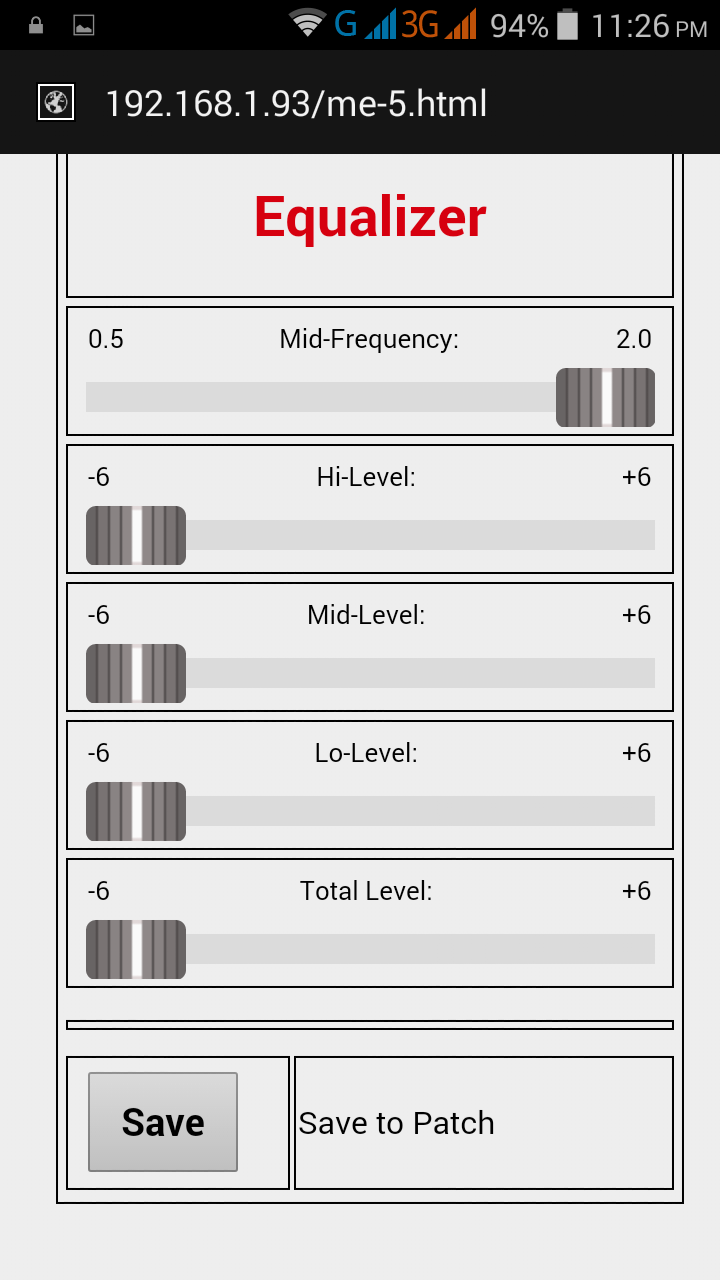 G 3G 94% 11:26 PM
192.168.1.93/me-5.html
Equalizer
0.5 Mid-Frequency: 2.0
-6 Hi-Level: +6
-6 Mid-Level: +6
-6 Lo-Level: +6
-6 Total Level: +6
Save Save to Patch